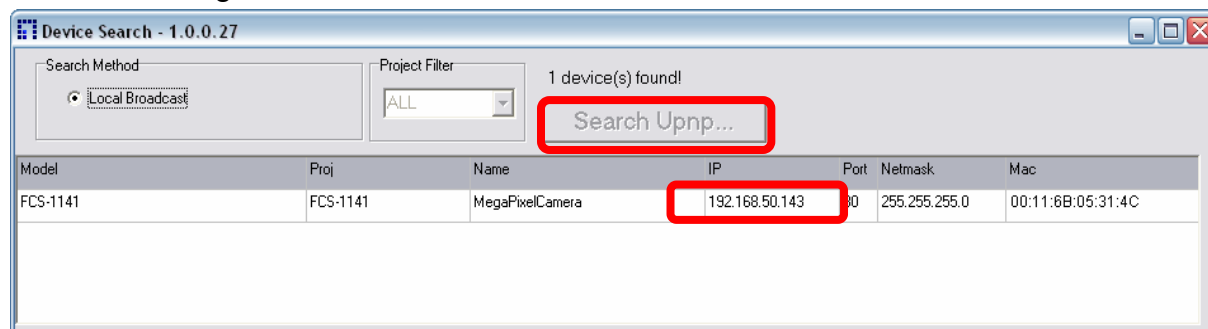 Device Search - 1.0.0.27
Search Method
Local Broadcast
Project Filter
ALL
1 device(s) found!
Search Upnp...
Model Proj Name IP Port Netmask Mac
FCS-1141 FCS-1141 MegaPixelCamera 192.168.50.143 255.255.255.0 00:11:6B:05:31:4C